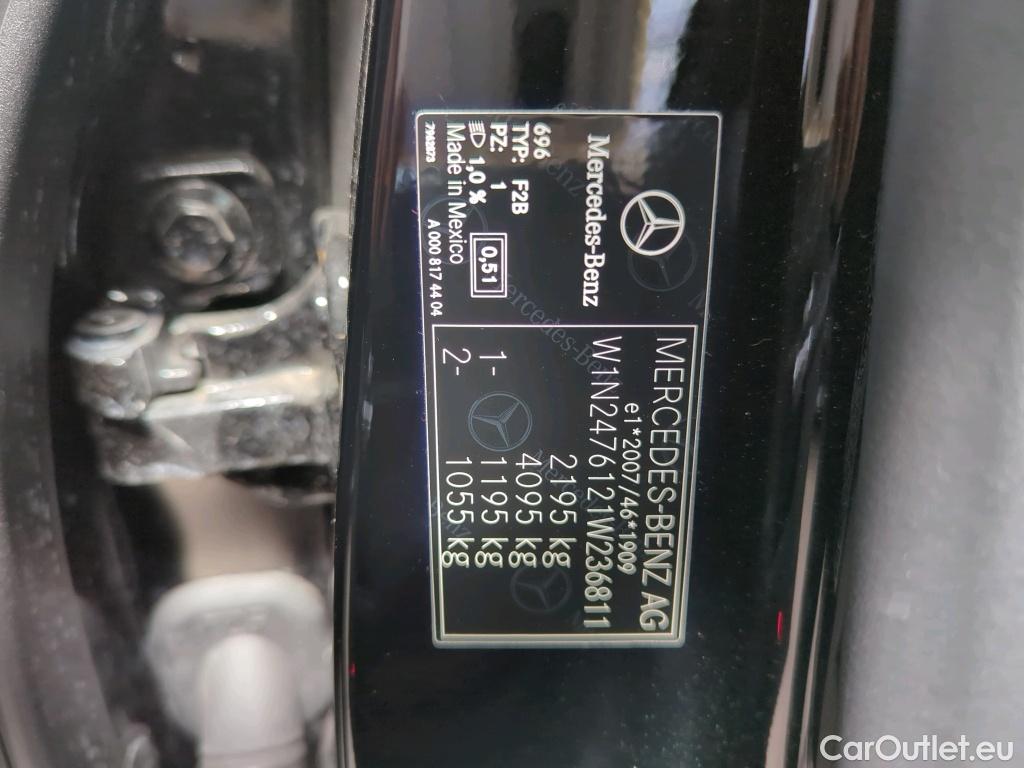 Mercedes-Benz
696
TYP: F2B
PZ: 1
1,0 %
0,51
Made in Mexico
7962073
A 000 817 44 04
MERCEDES-BENZ AG
e1*2007/46*1909
W1N2476121W236811
2195 kg
4095 kg
1- 1195 kg
2- 1055 kg
CarOutlet.eu